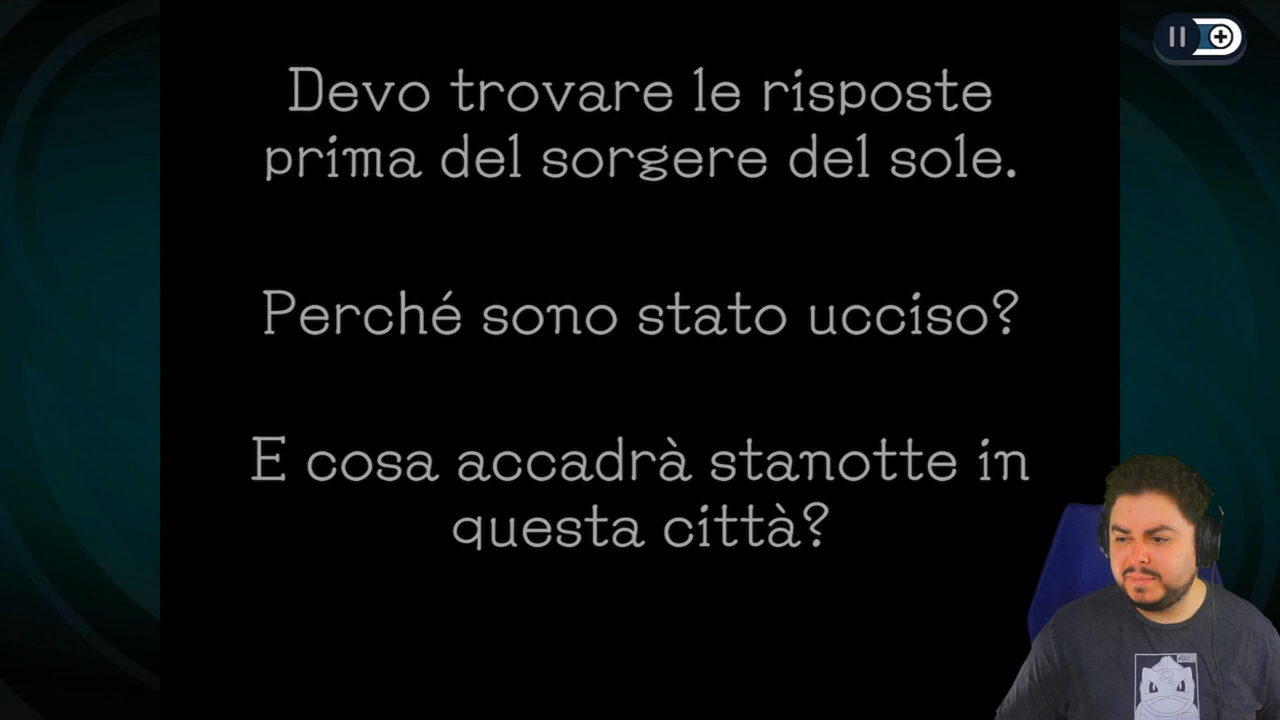 Devo trovare le risposte
prima del sorgere del sole.
Perché sono stato ucciso?
E cosa accadrà stanotte in
questa città?